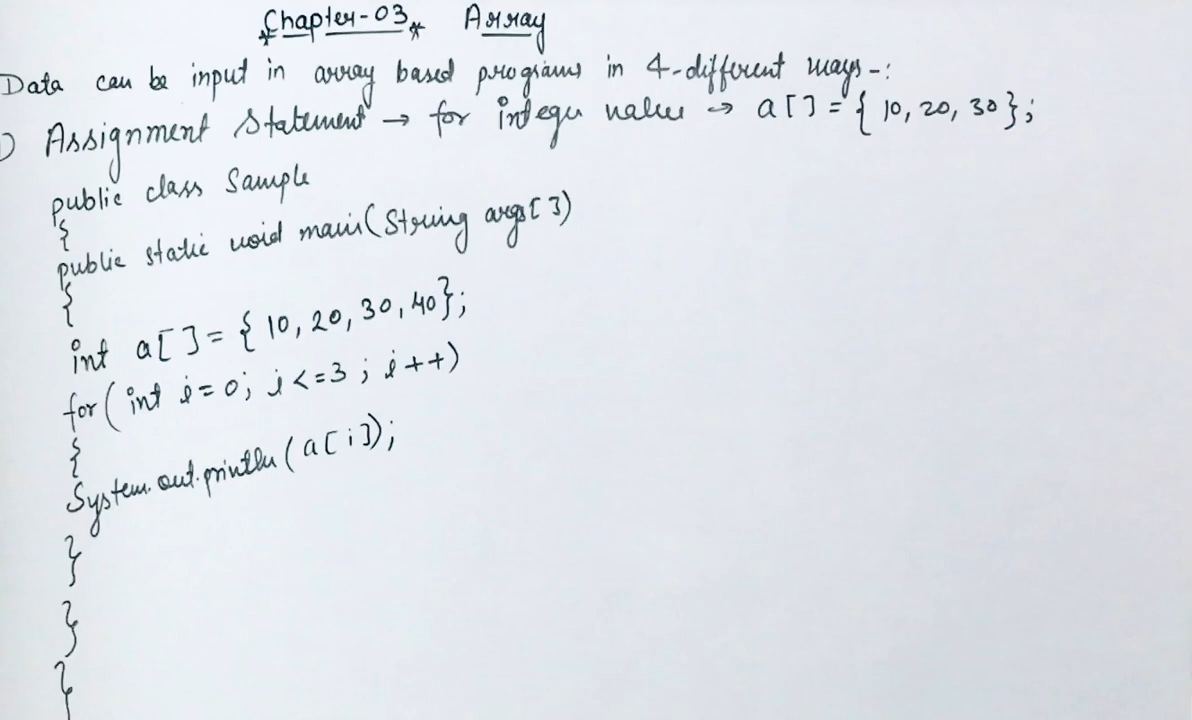 *Chapter-03* Array
Data can be input in array based programs in 4-different ways-:
) Assignment Statement → for integer value → a[] = { 10, 20, 30 };
public class Sample
{
public static void main(String args[])
{
int a[] = { 10, 20, 30, 40};
for( int i=0; i<=3 ; i++)
{
System.out.println(a[i]);
}
}
}